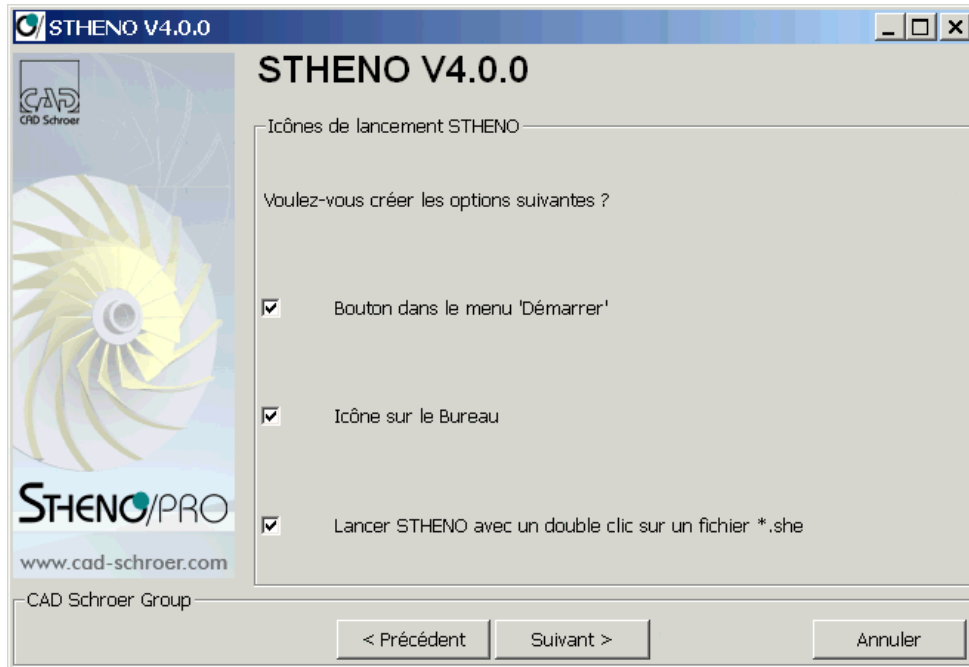 STHENO V4.0.0
STHENO V4.0.0
CAD
CAD Schroer
Icônes de lancement STHENO
Voulez-vous créer les options suivantes ?
Bouton dans le menu 'Démarrer'
Icône sur le Bureau
Lancer STHENO avec un double clic sur un fichier *.she
STHENO/PRO
www.cad-schroer.com
CAD Schroer Group
< Précédent
Suivant >
Annuler